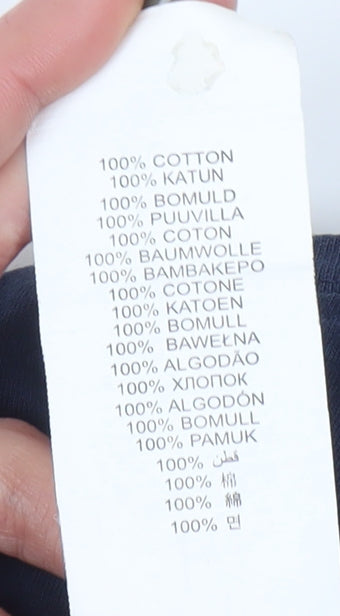 100% COTTON
100% KATUN
100% BOMULD
100% PUUVILLA
100% COTON
100% BAUMWOLLE
100% BAMBAKEPO
100% COTONE
100% KATOEN
100% BOMULL
100% BAWEŁNA
100% ALGODÃO
100% ХЛОПОК
100% ALGODÓN
100% BOMULL
100% PAMUK
100% قطن
100% 棉
100% 綿
100% 면